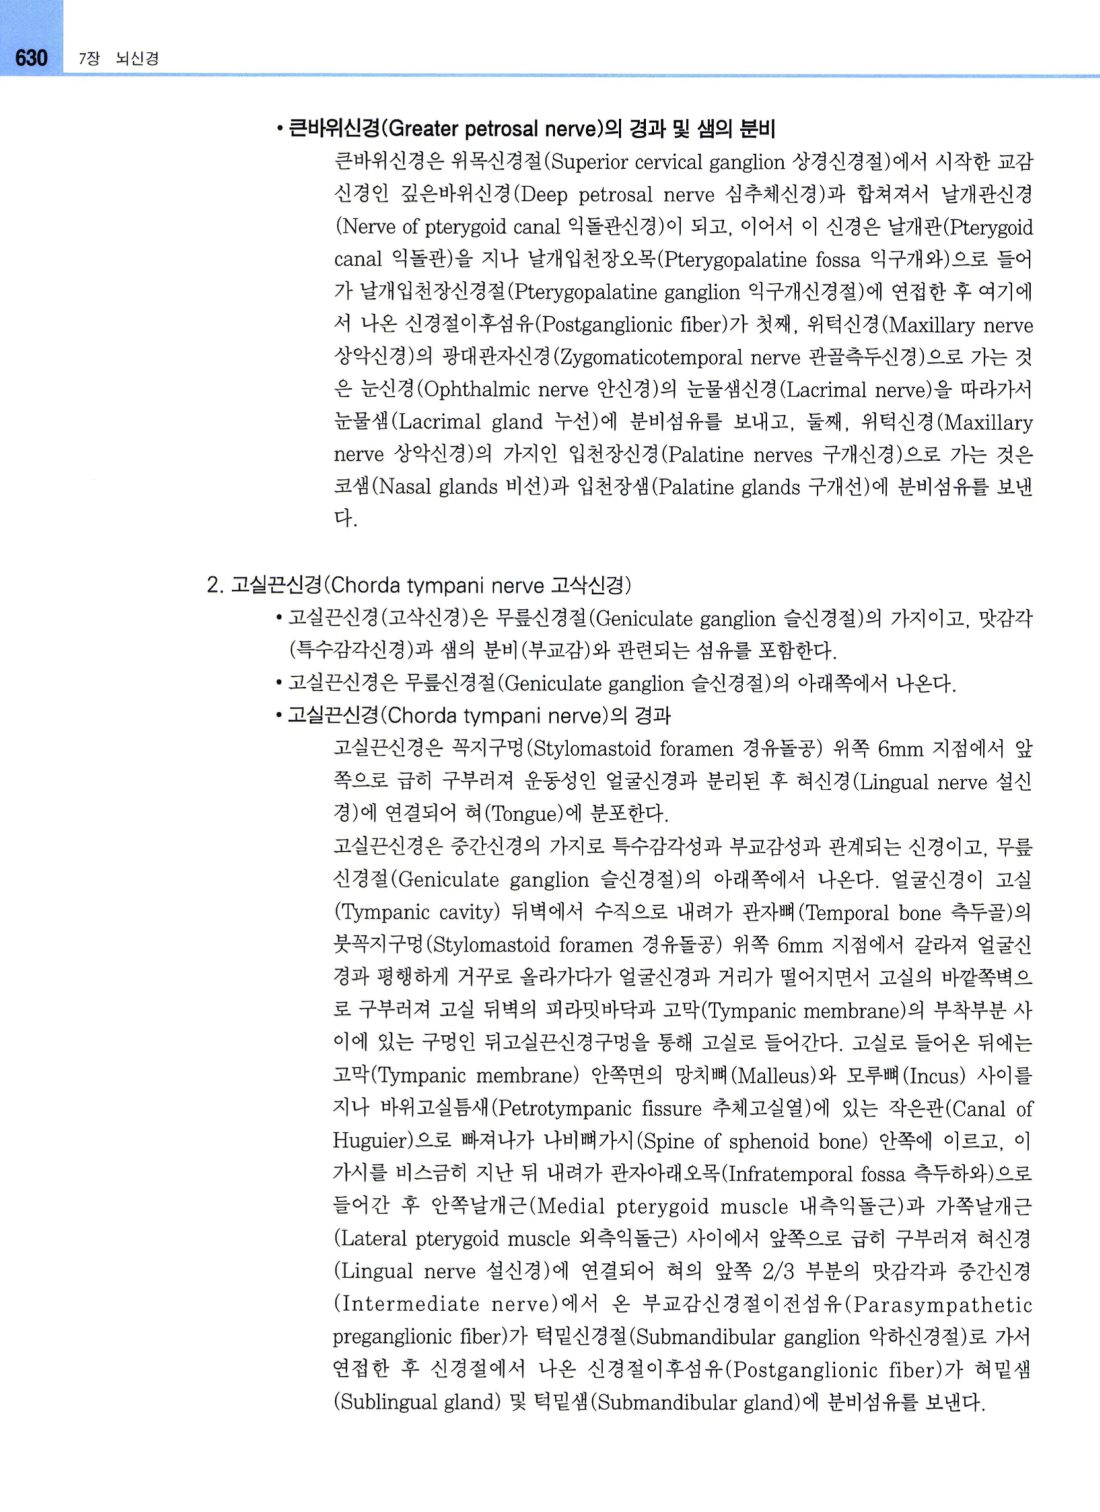 630 7장 뇌신경
• 큰바위신경(Greater petrosal nerve)의 경과 및 샘의 분비
큰바위신경은 위목신경절(Superior cervical ganglion 상경신경절)에서 시작한 교감
신경인 깊은바위신경(Deep petrosal nerve 심추체신경)과 합쳐져서 날개관신경
(Nerve of pterygoid canal 익돌관신경)이 되고, 이어서 이 신경은 날개관(Pterygoid
canal 익돌관)을 지나 날개입천장오목(Pterygopalatine fossa 익구개와)으로 들어
가 날개입천장신경절(Pterygopalatine ganglion 익구개신경절)에 연접한 후 여기에
서 나온 신경절이후섬유(Postganglionic fiber)가 첫째, 위턱신경(Maxillary nerve
상악신경)의 광대관자신경(Zygomaticotemporal nerve 관골측두신경)으로 가는 것
은 눈신경(Ophthalmic nerve 안신경)의 눈물샘신경(Lacrimal nerve)을 따라가서
눈물샘(Lacrimal gland 누선)에 분비섬유를 보내고, 둘째, 위턱신경(Maxillary
nerve 상악신경)의 가지인 입천장신경(Palatine nerves 구개신경)으로 가는 것은
코샘(Nasal glands 비선)과 입천장샘(Palatine glands 구개선)에 분비섬유를 보낸
다.
2. 고실끈신경(Chorda tympani nerve 고삭신경)
• 고실끈신경(고삭신경)은 무릎신경절(Geniculate ganglion 슬신경절)의 가지이고, 맛감각
(특수감각신경)과 샘의 분비(부교감)와 관련되는 섬유를 포함한다.
• 고실끈신경은 무릎신경절(Geniculate ganglion 슬신경절)의 아래쪽에서 나온다.
• 고실끈신경(Chorda tympani nerve)의 경과
고실끈신경은 꼭지구멍(Stylomastoid foramen 경유돌공) 위쪽 6mm 지점에서 앞
쪽으로 급히 구부러져 운동성인 얼굴신경과 분리된 후 혀신경(Lingual nerve 설신
경)에 연결되어 혀(Tongue)에 분포한다.
고실끈신경은 중간신경의 가지로 특수감각성과 부교감성과 관계되는 신경이고, 무릎
신경절(Geniculate ganglion 슬신경절)의 아래쪽에서 나온다. 얼굴신경이 고실
(Tympanic cavity) 뒤벽에서 수직으로 내려가 관자뼈(Temporal bone 측두골)의
붓꼭지구멍(Stylomastoid foramen 경유돌공) 위쪽 6mm 지점에서 갈라져 얼굴신
경과 평행하게 거꾸로 올라가다가 얼굴신경과 거리가 떨어지면서 고실의 바깥쪽벽으
로 구부러져 고실 뒤벽의 피라밋바닥과 고막(Tympanic membrane)의 부착부분 사
이에 있는 구멍인 뒤고실끈신경구멍을 통해 고실로 들어간다. 고실로 들어온 뒤에는
고막(Tympanic membrane) 안쪽면의 망치뼈(Malleus)와 모루뼈(Incus) 사이를
지나 바위고실틈새(Petrotympanic fissure 추체고실열)에 있는 작은관(Canal of
Huguier)으로 빠져나가 나비뼈가시(Spine of sphenoid bone) 안쪽에 이르고, 이
가시를 비스금히 지난 뒤 내려가 관자아래오목(Infratemporal fossa 측두하와)으로
들어간 후 안쪽날개근(Medial pterygoid muscle 내측익돌근)과 가쪽날개근
(Lateral pterygoid muscle 외측익돌근) 사이에서 앞쪽으로 급히 구부러져 혀신경
(Lingual nerve 설신경)에 연결되어 혀의 앞쪽 2/3 부분의 맛감각과 중간신경
(Intermediate nerve)에서 온 부교감신경절이전섬유(Parasympathetic
preganglionic fiber)가 턱밑신경절(Submandibular ganglion 악하신경절)로 가서
연접한 후 신경절에서 나온 신경절이후섬유(Postganglionic fiber)가 혀밑샘
(Sublingual gland) 및 턱밑샘(Submandibular gland)에 분비섬유를 보낸다.